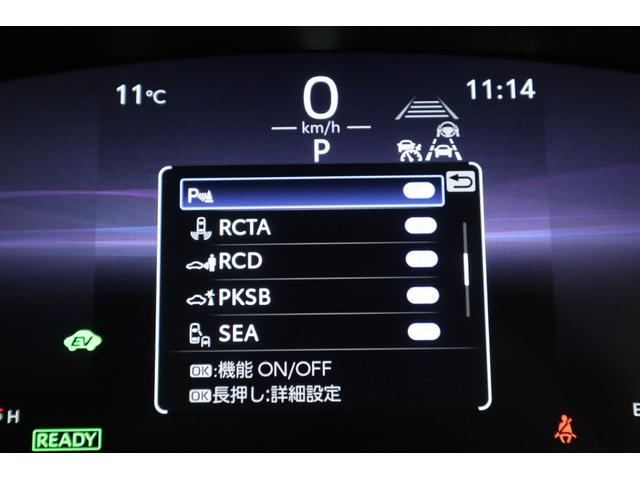 11℃
0
km/h
P
11:14
P
RCTA
RCD
PKSB
SEA
OK:機能 ON/OFF
OK長押し:詳細設定
EV
H
READY
E